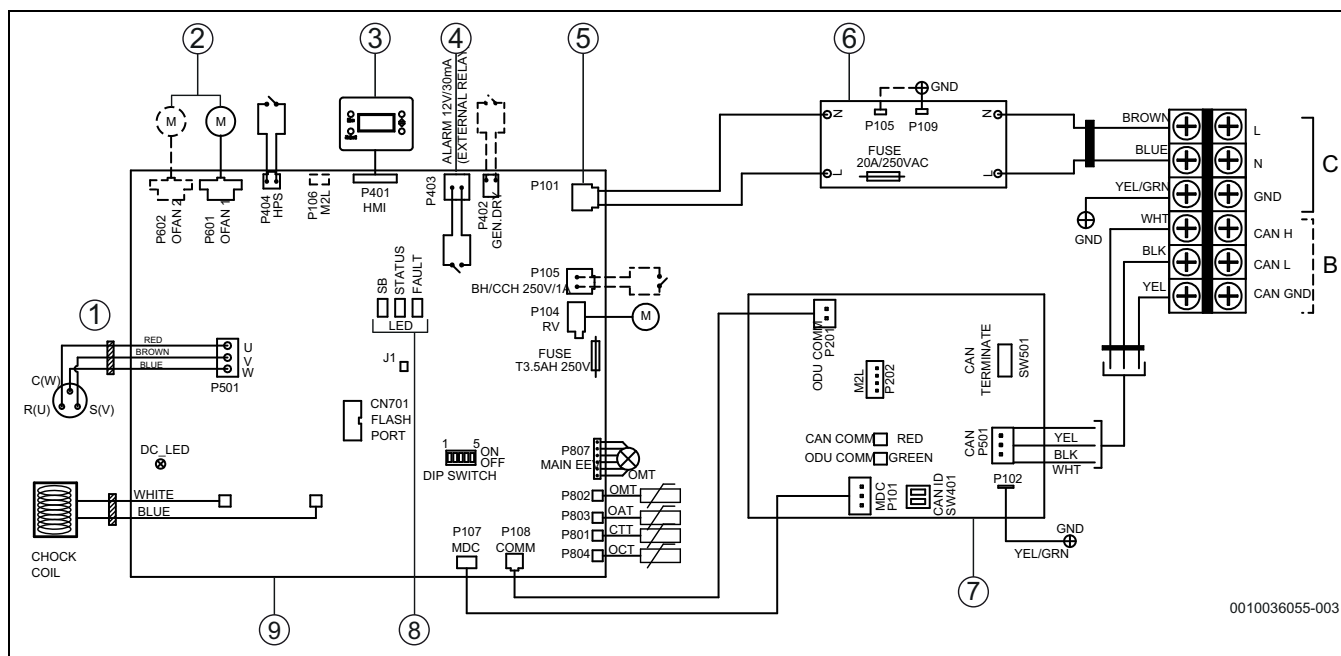 ① ② ③ ④ ⑤ ⑥
M
M
P602
OFAN 2
P601
OFAN 1
P404
HPS
P106
M2L
P401
HMI
ALARM 12V/30mA
(EXTERNAL RELAY)
P403
P402
GEN.DRY
P101
N
L
P105
P109
GND
FUSE
20A/250VAC
N
L
BROWN
BLUE
YEL/GRN
GND
WHT
BLK
YEL
L
N
GND
CAN H
CAN L
CAN GND
C
B
SB
STATUS
FAULT
LED
J1
P105
BH/CCH 250V/1A
P104
RV
M
FUSE
T3.5AH 250V
RED
BROWN
BLUE
U
V
W
P501
C(W)
R(U)
S(V)
CN701
FLASH
PORT
DC_LED
1 5
ON
OFF
DIP SWITCH
P807
MAIN EEV
OMT
P802 OMT
P803 OAT
P801 CTT
P804 OCT
WHITE
BLUE
CHOCK
COIL
P107
MDC
P108
COMM
ODU COMM
P201
M2L
P202
CAN
TERMINATE
SW501
CAN COMM RED
ODU COMM GREEN
CAN
P501
YEL
BLK
WHT
MDC
P101
CAN ID
SW401
P102
GND
YEL/GRN
⑦
⑧
⑨
0010036055-003